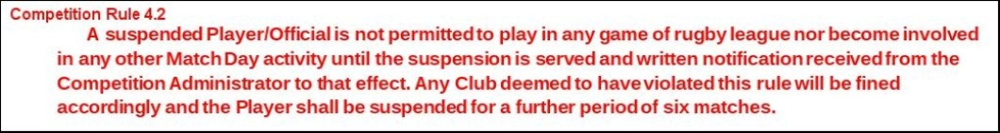 Competition Rule 4.2
A suspended Player/Official is not permitted to play in any game of rugby league nor become involved
in any other Match Day activity until the suspension is served and written notification received from the
Competition Administrator to that effect. Any Club deemed to have violated this rule will be fined
accordingly and the Player shall be suspended for a further period of six matches.